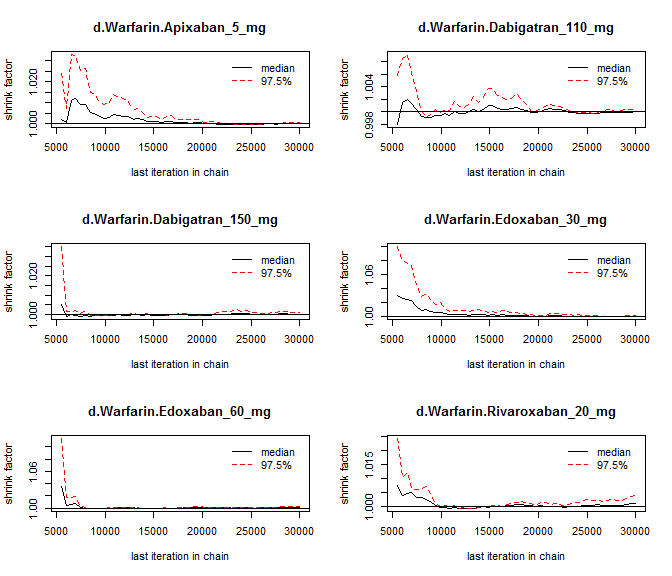 d.Warfarin.Apixaban_5_mg
shrink factor
1.000 1.020
median
97.5%
5000 10000 15000 20000 25000 30000
last iteration in chain
d.Warfarin.Dabigatran_110_mg
shrink factor
0.998 1.004
median
97.5%
5000 10000 15000 20000 25000 30000
last iteration in chain
d.Warfarin.Dabigatran_150_mg
shrink factor
1.000 1.020
median
97.5%
5000 10000 15000 20000 25000 30000
last iteration in chain
d.Warfarin.Edoxaban_30_mg
shrink factor
1.00 1.06
median
97.5%
5000 10000 15000 20000 25000 30000
last iteration in chain
d.Warfarin.Edoxaban_60_mg
shrink factor
1.00 1.06
median
97.5%
5000 10000 15000 20000 25000 30000
last iteration in chain
d.Warfarin.Rivaroxaban_20_mg
shrink factor
1.000 1.015
median
97.5%
5000 10000 15000 20000 25000 30000
last iteration in chain